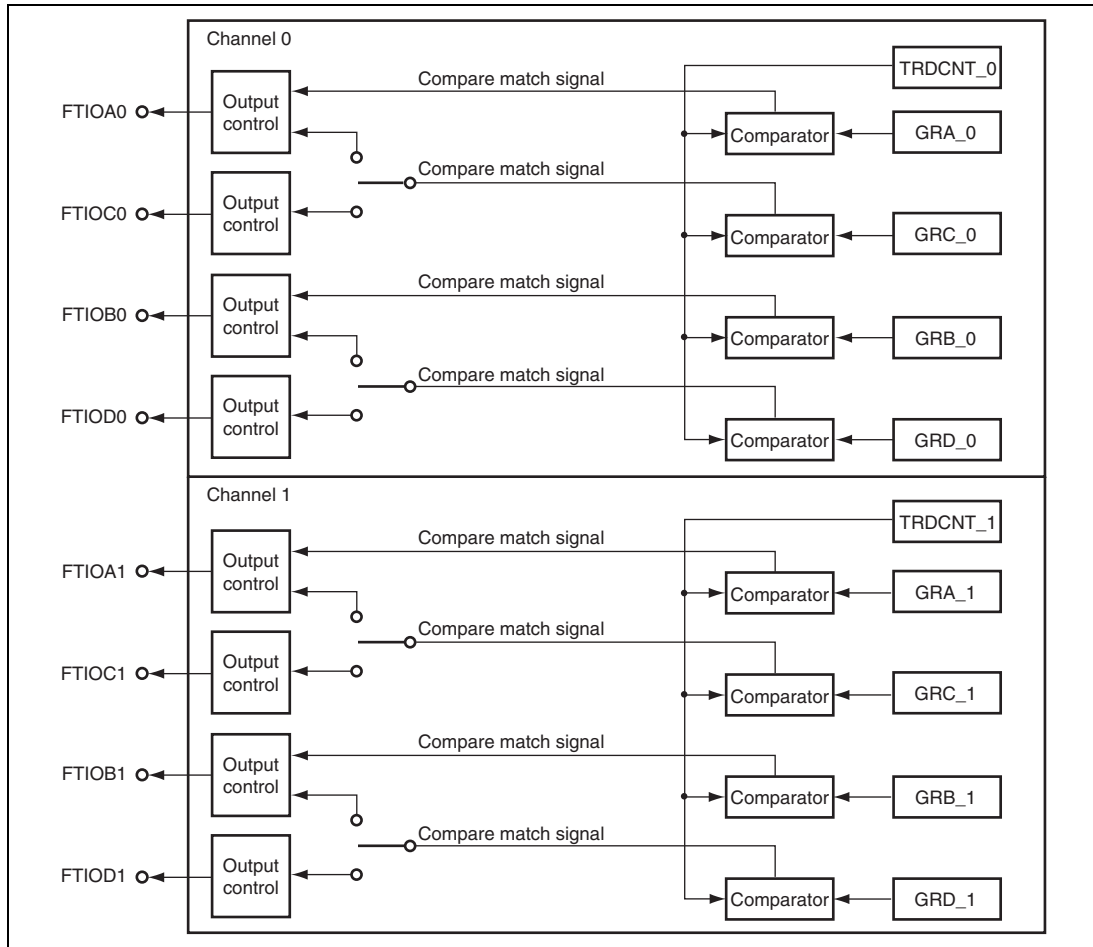 Channel 0
TRDCNT_0
Compare match signal
Output
control
FTIOA0
Comparator
GRA_0
Compare match signal
Output
control
FTIOC0
Comparator
GRC_0
Compare match signal
Output
control
FTIOB0
Comparator
GRB_0
Compare match signal
Output
control
FTIOD0
Comparator
GRD_0
Channel 1
TRDCNT_1
Compare match signal
Output
control
FTIOA1
Comparator
GRA_1
Compare match signal
Output
control
FTIOC1
Comparator
GRC_1
Compare match signal
Output
control
FTIOB1
Comparator
GRB_1
Compare match signal
Output
control
FTIOD1
Comparator
GRD_1